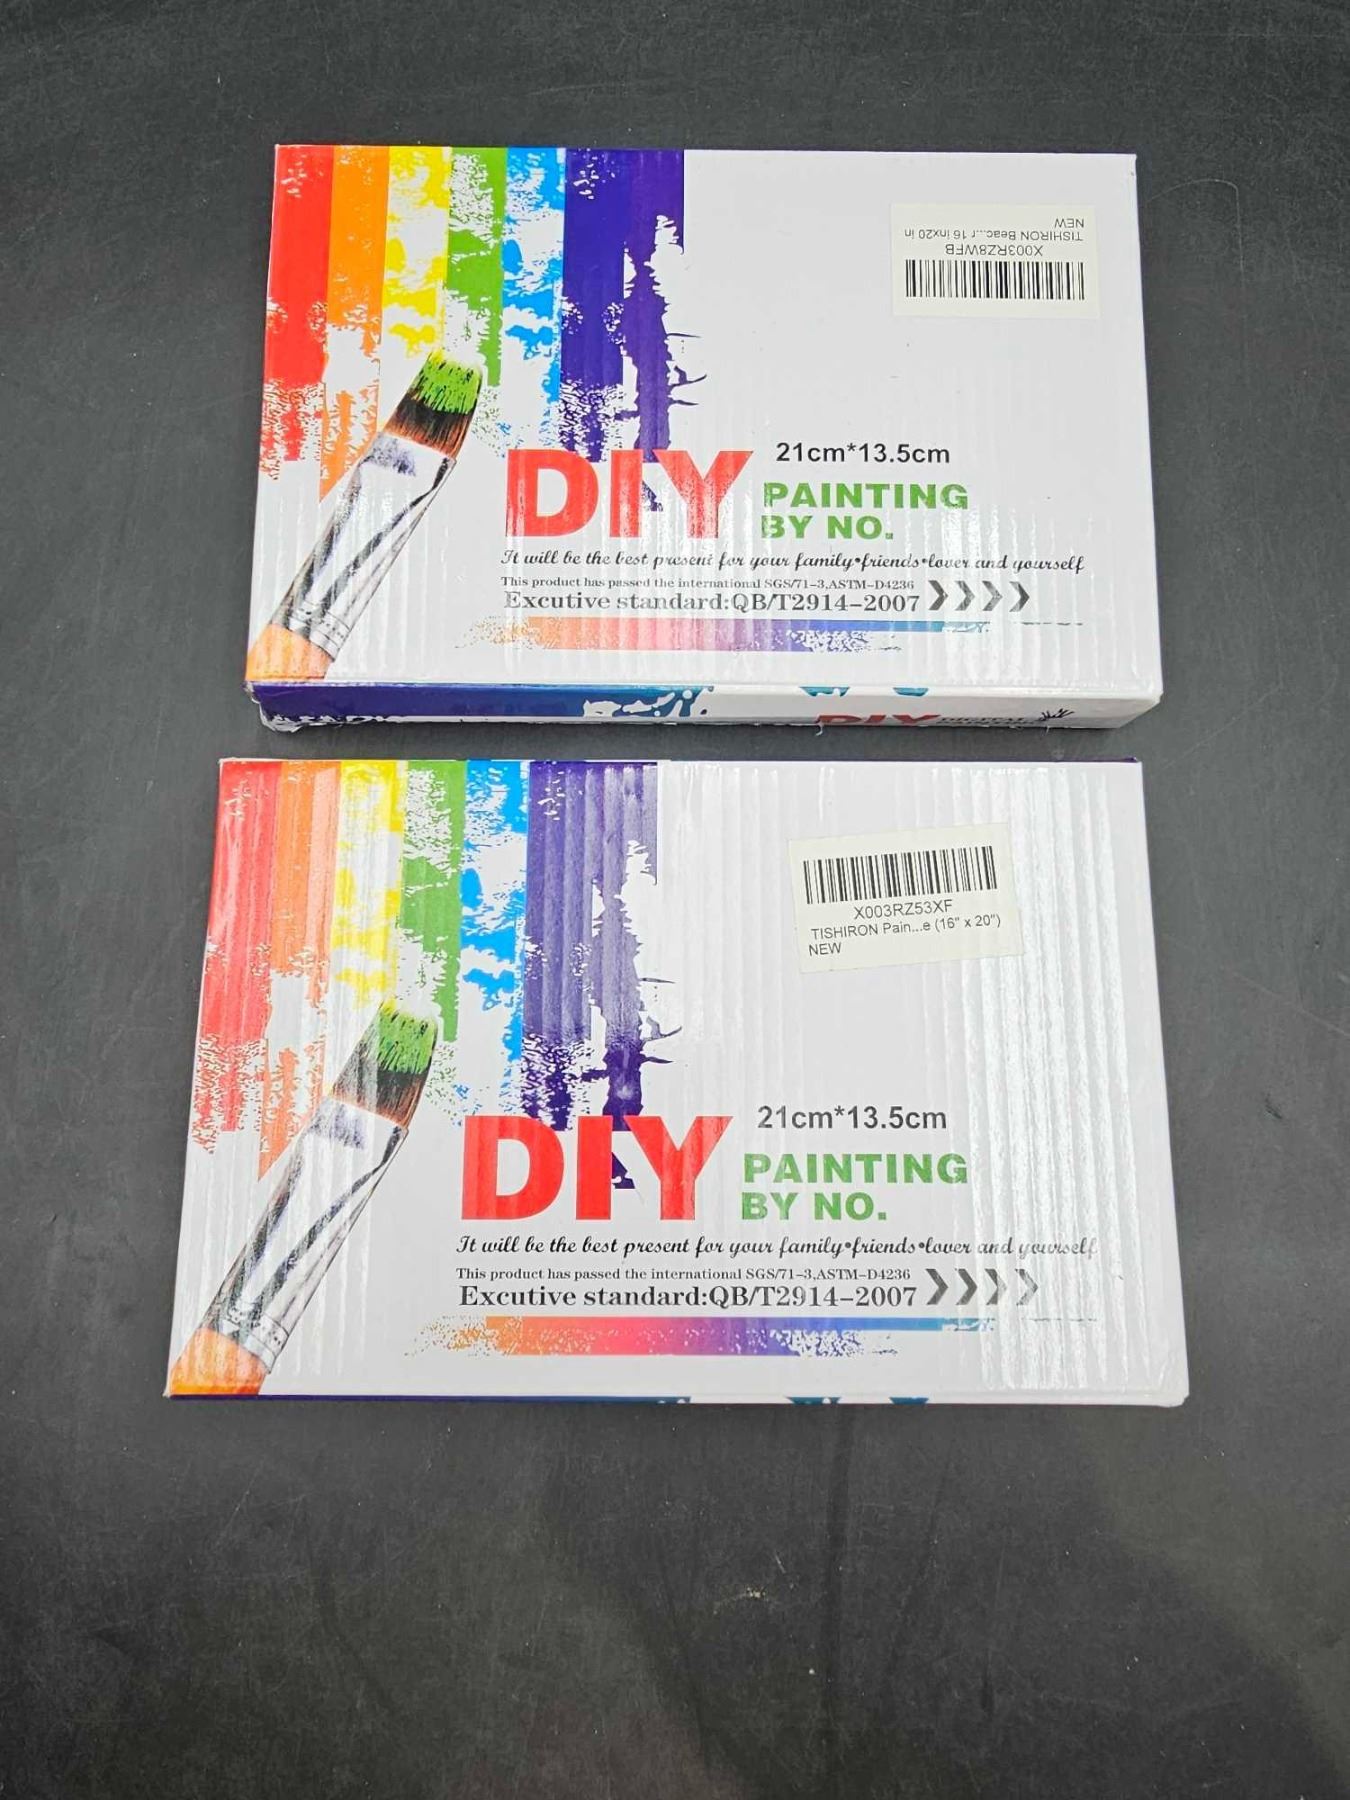 X003RZ8WFB
TISHIRON Beac...r 16 inx20 in
NEW
21cm*13.5cm
DIY PAINTING
BY NO.
It will be the best present for your family•friends•lover and yourself
This product has passed the international SGS/71-3,ASTM-D4236
Excutive standard:QB/T2914-2007
DIY
X003RZ53XF
TISHIRON Pain...e (16" x 20")
NEW
21cm*13.5cm
DIY PAINTING
BY NO.
It will be the best present for your family•friends•lover and yourself
This product has passed the international SGS/71-3,ASTM-D4236
Excutive standard:QB/T2914-2007